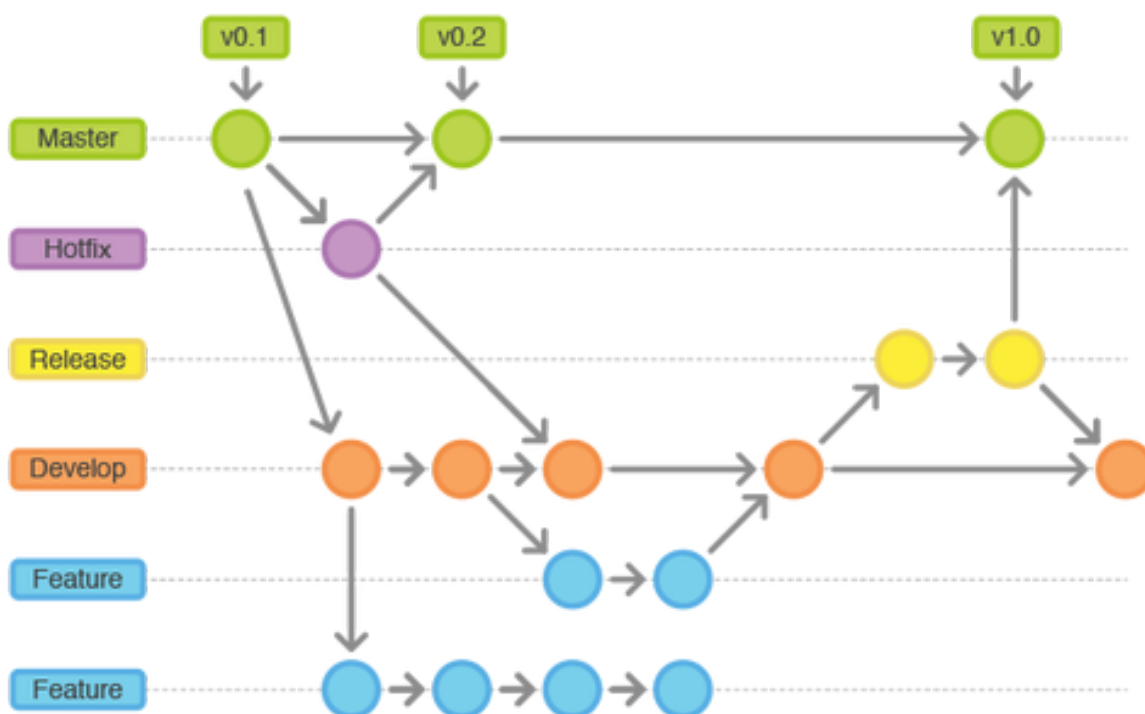 v0.1
v0.2
v1.0
Master
Hotfix
Release
Develop
Feature
Feature